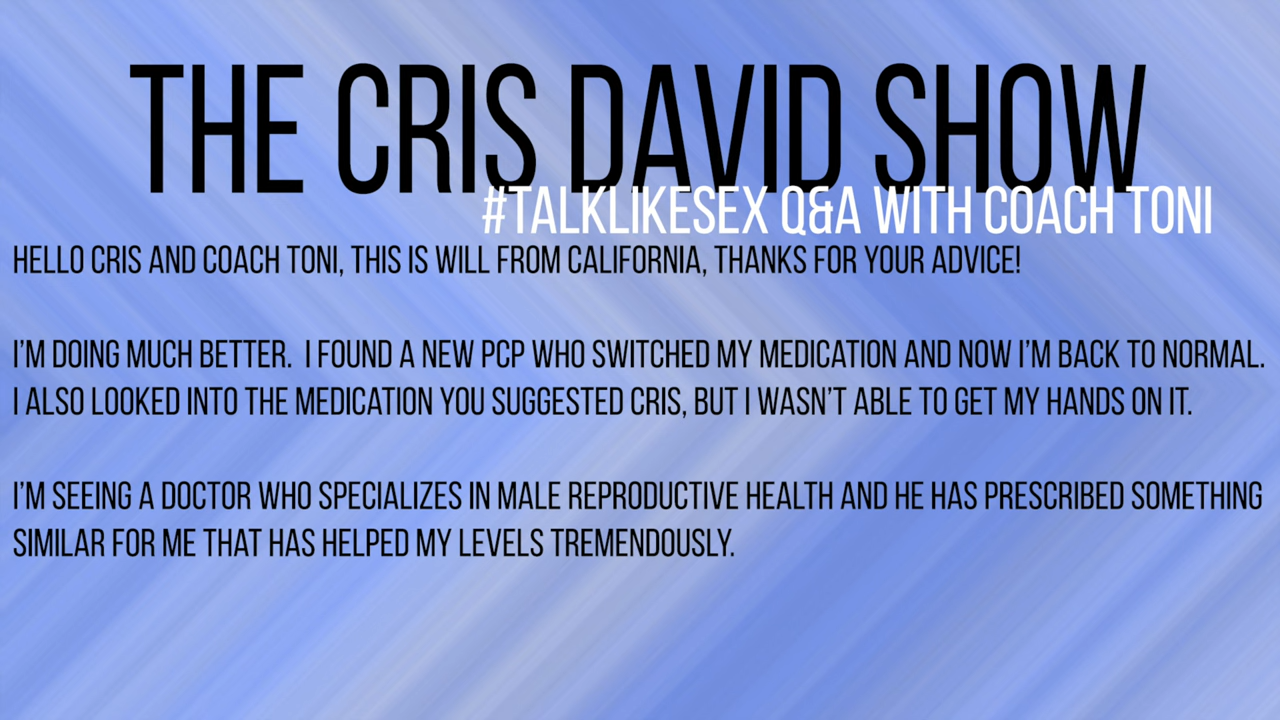 THE CRIS DAVID SHOW
#TALKLIKESEX Q&A WITH COACH TONI
HELLO CRIS AND COACH TONI, THIS IS WILL FROM CALIFORNIA, THANKS FOR YOUR ADVICE!
I'M DOING MUCH BETTER.  I FOUND A NEW PCP WHO SWITCHED MY MEDICATION AND NOW I'M BACK TO NORMAL.
I ALSO LOOKED INTO THE MEDICATION YOU SUGGESTED CRIS, BUT I WASN'T ABLE TO GET MY HANDS ON IT.
I'M SEEING A DOCTOR WHO SPECIALIZES IN MALE REPRODUCTIVE HEALTH AND HE HAS PRESCRIBED SOMETHING
SIMILAR FOR ME THAT HAS HELPED MY LEVELS TREMENDOUSLY.